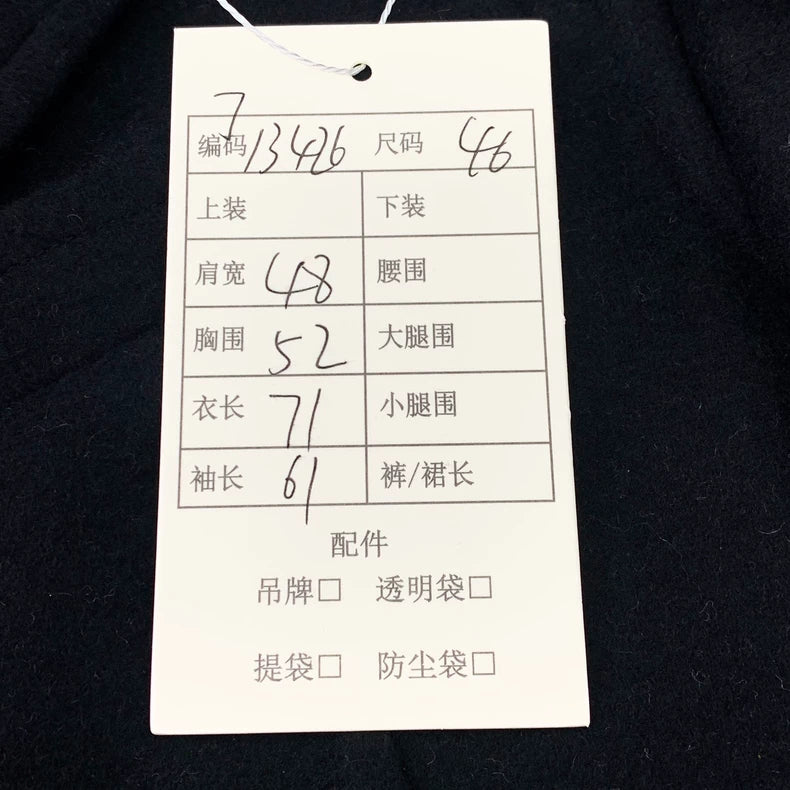 7
编码 13426 尺码 46
上装 下装
肩宽 48 腰围
胸围 52 大腿围
衣长 71 小腿围
袖长 61 裤/裙长
配件
吊牌□ 透明袋□
提袋□ 防尘袋□